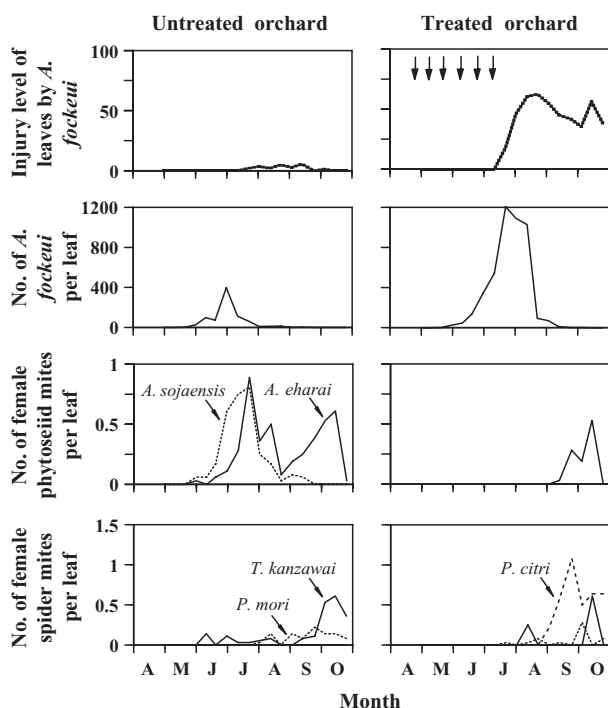 Untreated orchard
Treated orchard
Injury level of
leaves by A.
fockeui
100
50
0
No. of A.
fockeui
per leaf
1200
800
400
0
No. of female
phytoseiid mites
per leaf
1
0.5
0
A. sojaensis
A. eharai
No. of female
spider mites
per leaf
1.5
1
0.5
0
T. kanzawai
P. mori
P. citri
A M J J A S O
A M J J A S O
Month